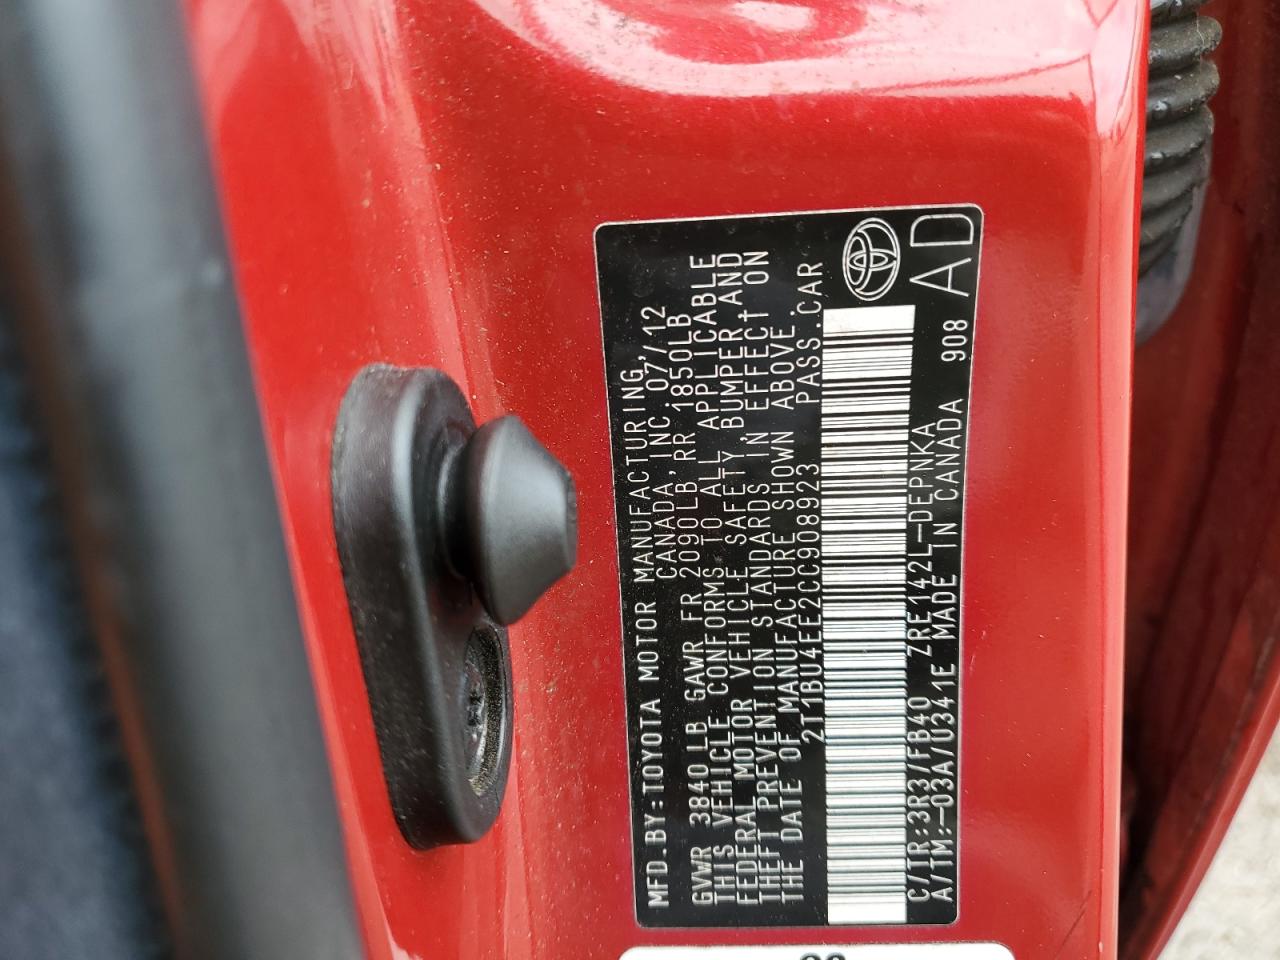 MFD.BY:TOYOTA MOTOR MANUFACTURING,
CANADA, INC. 07/12
GVWR 3840LB GAWR FR 2090LB, RR 1850LB
THIS VEHICLE CONFORMS TO ALL APPLICABLE
FEDERAL MOTOR VEHICLE SAFETY, BUMPER, AND
THEFT PREVENTION STANDARDS IN EFFECT ON
THE DATE OF MANUFACTURE SHOWN ABOVE.
2T1BU4EE2CC908923 PASS.CAR
C/TR:3R3/FB40 ZRE142L-DEPNKA
A/TM:-03A/U341E MADE IN CANADA 908
AD